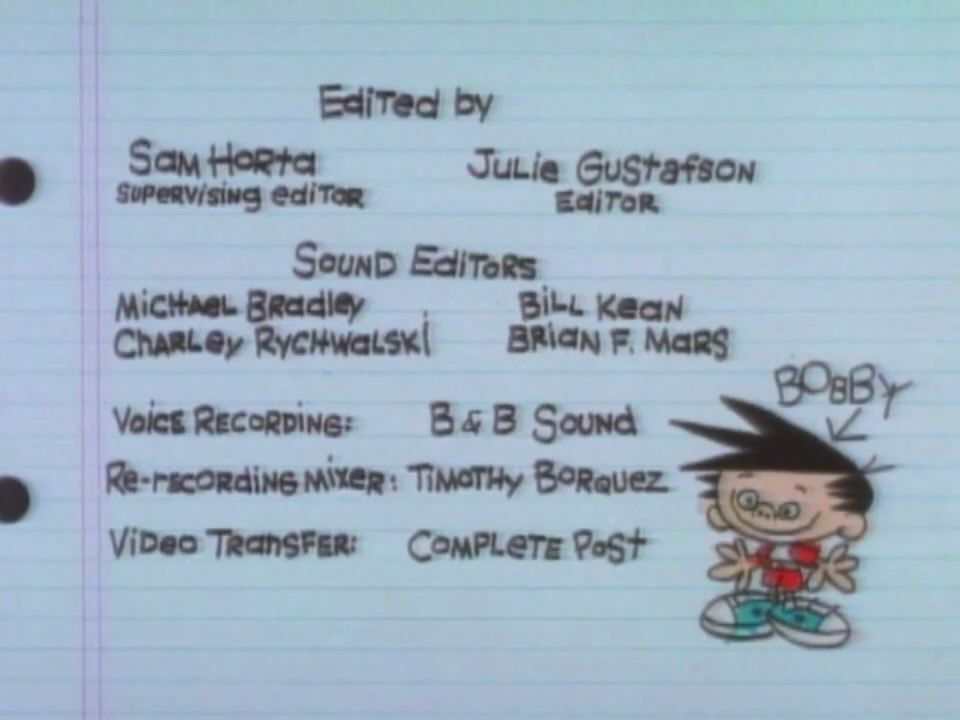 Edited by
Sam Horta Julie Gustafson
Supervising editor Editor
Sound Editors
Michael Bradley Bill Kean
Charley Rychwalski Brian F. Mars
BOBBY
Voice Recording: B & B Sound
Re-recording Mixer: Timothy Borquez
Video Transfer: Complete Post